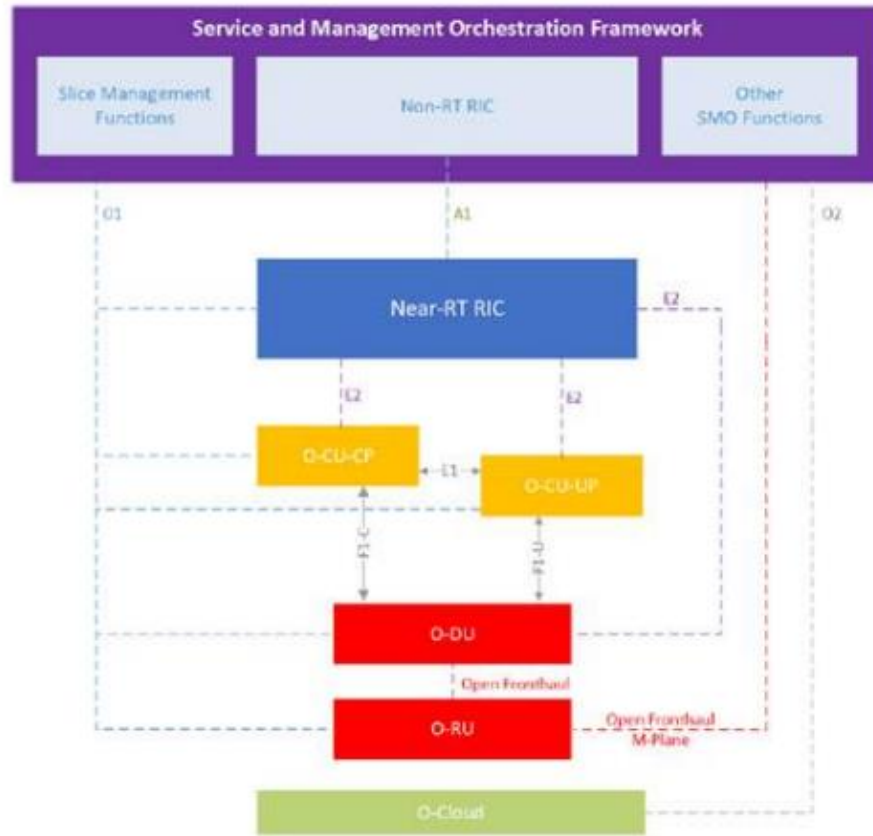 Service and Management Orchestration Framework
Slice Management
Functions
Non-RT RIC
Other
SMO Functions
O1
A1
O2
Near-RT RIC
E2
E2
E2
O-CU-CP
E1
O-CU-UP
F1-C
F1-U
O-DU
Open Fronthaul
O-RU
Open Fronthaul
M-Plane
O-Cloud